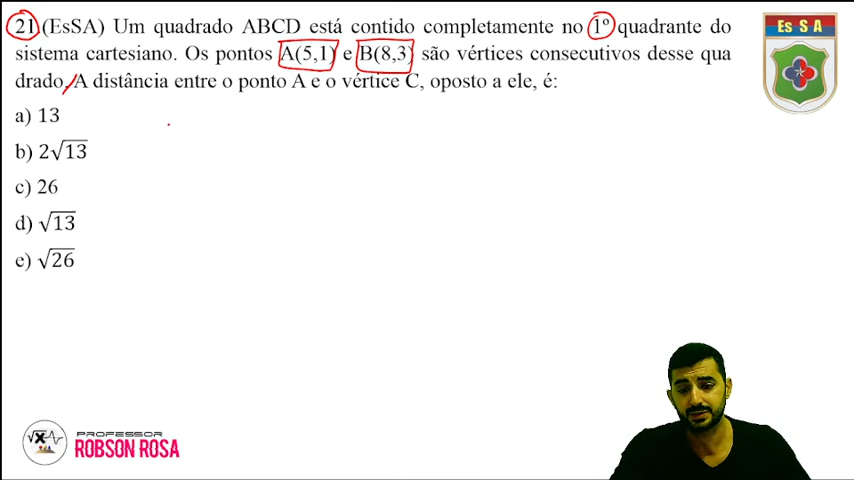 21.(EsSA) Um quadrado ABCD está contido completamente no 1º quadrante do
sistema cartesiano. Os pontos A(5,1) e B(8,3) são vértices consecutivos desse qua
drado. A distância entre o ponto A e o vértice C, oposto a ele, é:
a) 13
b) 2√13
c) 26
d) √13
e) √26
Es S A
√x
PROFESSOR
ROBSON ROSA